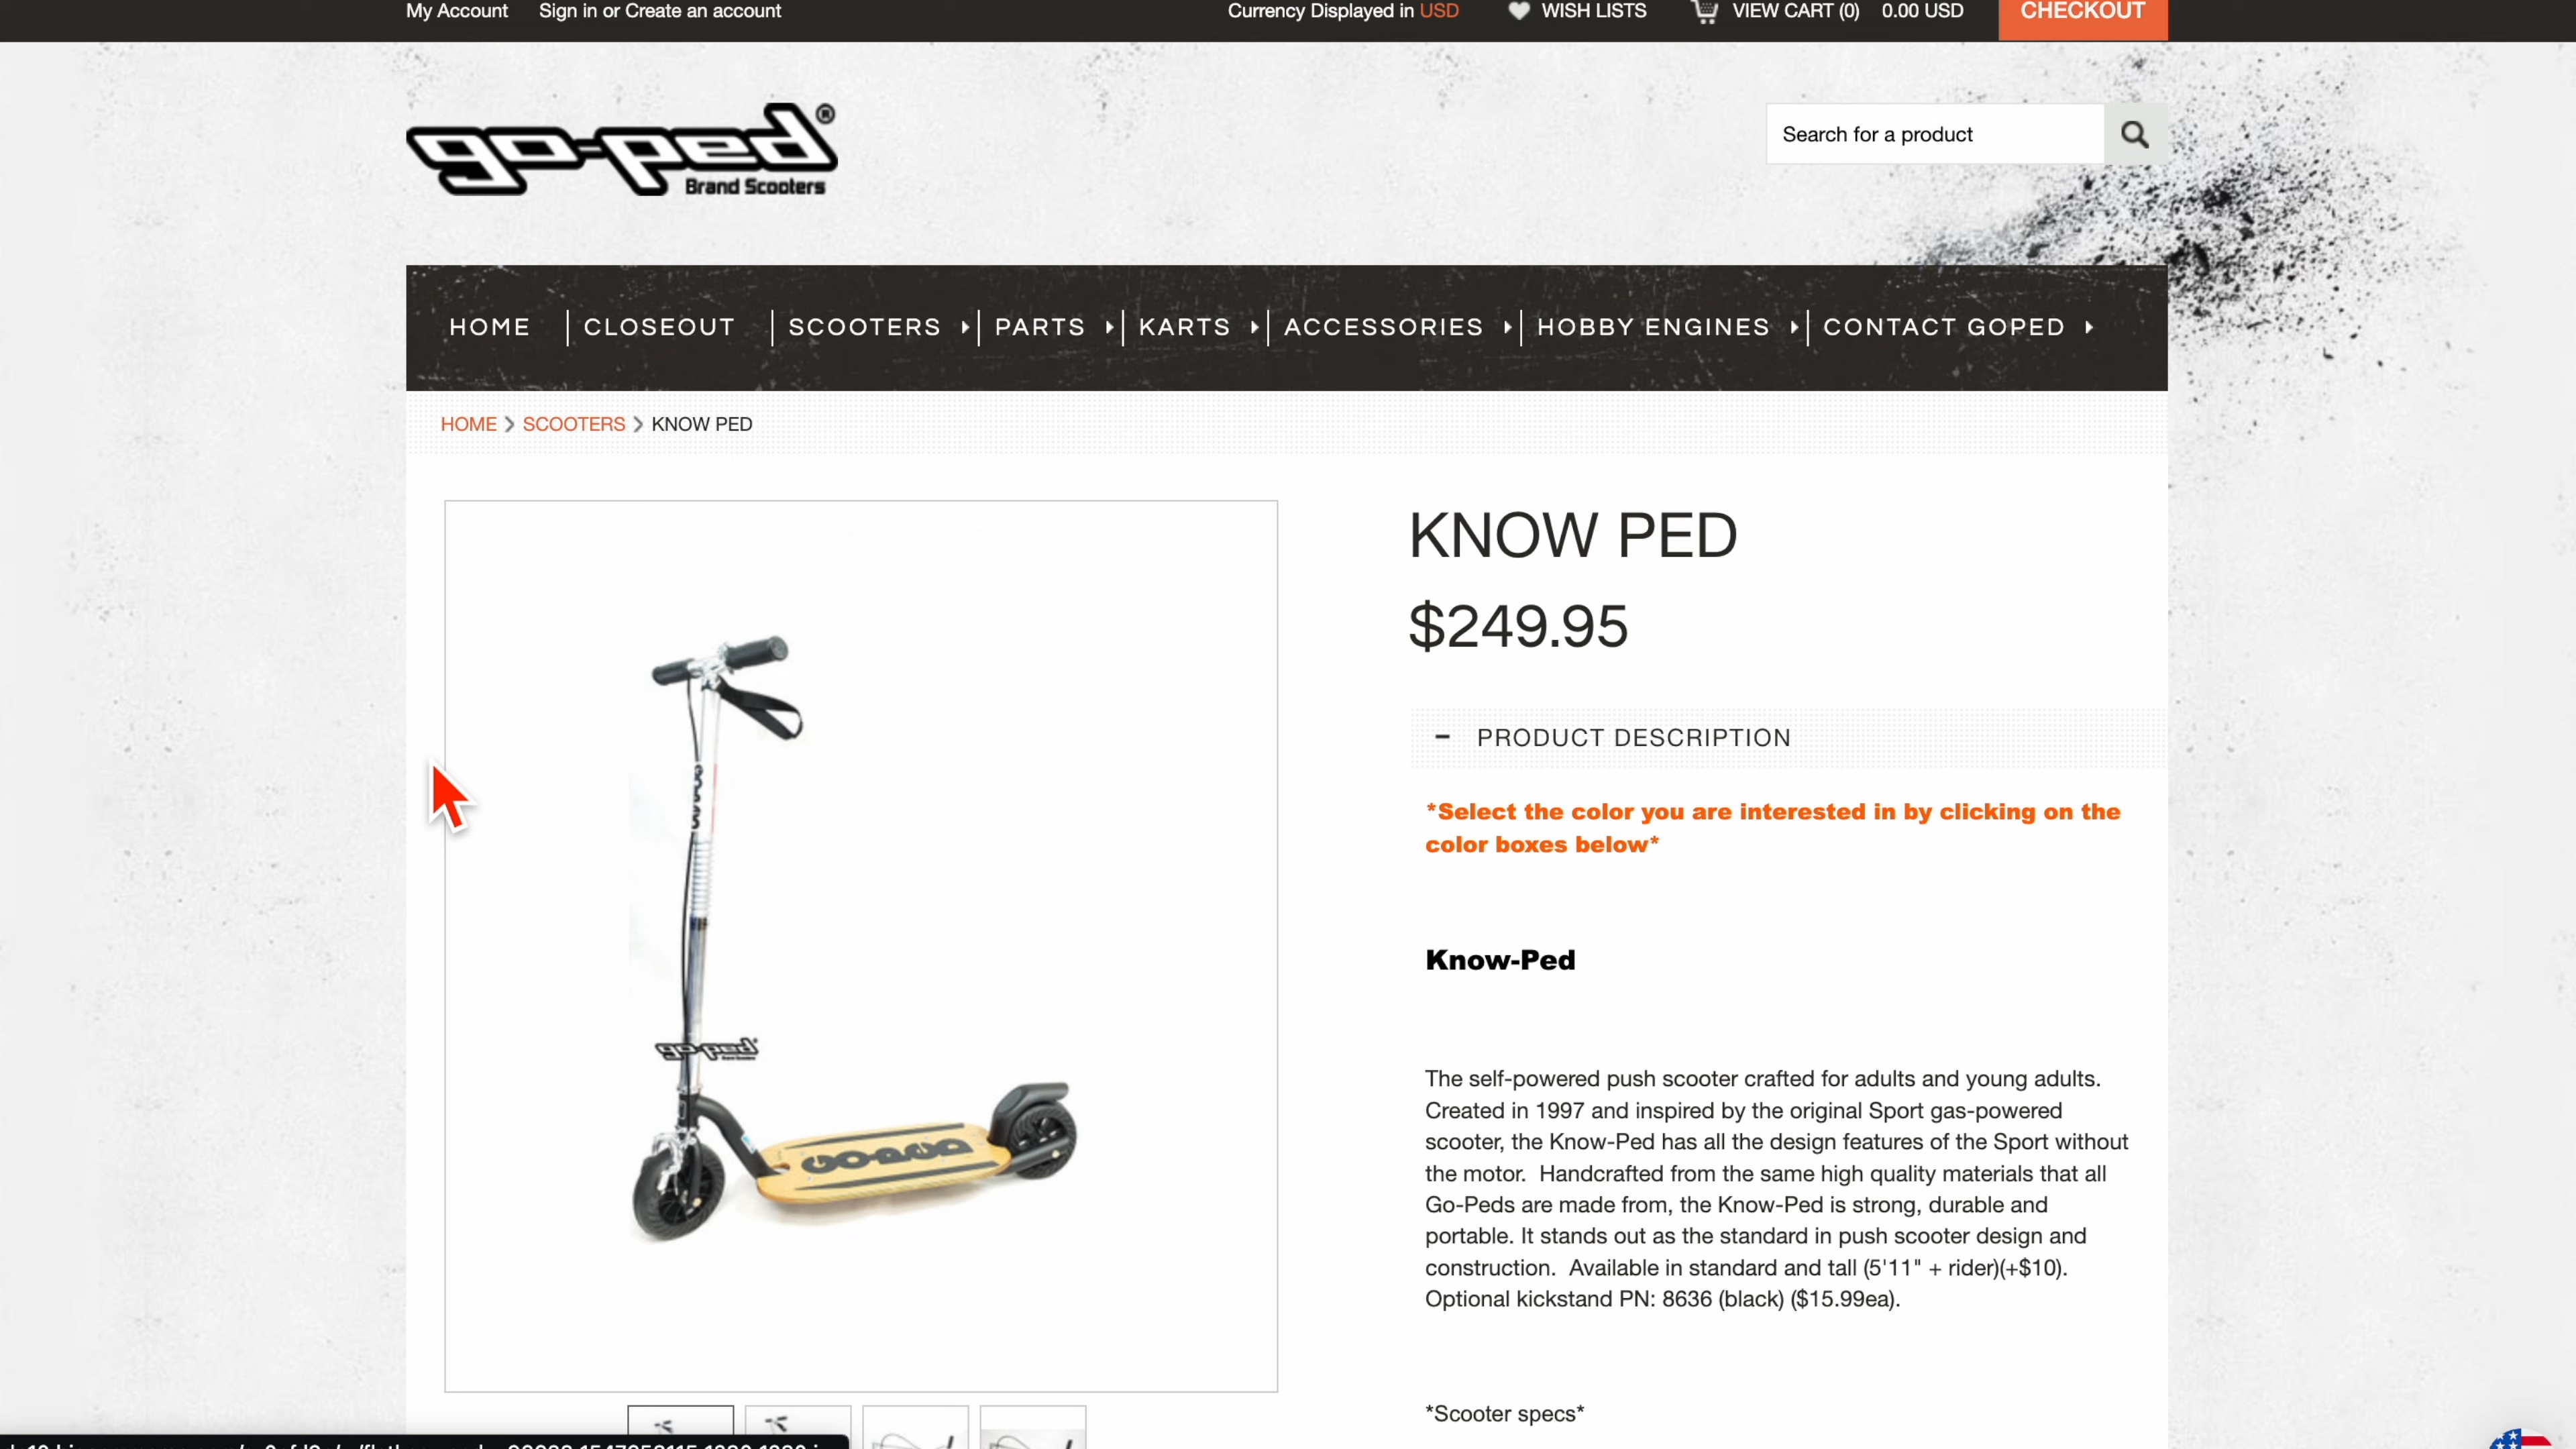 My Account Sign in or Create an account Currency Displayed in USD WISH LISTS VIEW CART (0) 0.00 USD CHECKOUT
go-ped®
Brand Scooters
Search for a product
HOME CLOSEOUT SCOOTERS PARTS KARTS ACCESSORIES HOBBY ENGINES CONTACT GOPED
HOME SCOOTERS KNOW PED
KNOW PED
$249.95
PRODUCT DESCRIPTION
*Select the color you are interested in by clicking on the
color boxes below*
Know-Ped
The self-powered push scooter crafted for adults and young adults.
Created in 1997 and inspired by the original Sport gas-powered
scooter, the Know-Ped has all the design features of the Sport without
the motor.  Handcrafted from the same high quality materials that all
Go-Peds are made from, the Know-Ped is strong, durable and
portable. It stands out as the standard in push scooter design and
construction.  Available in standard and tall (5'11" + rider)(+$10).
Optional kickstand PN: 8636 (black) ($15.99ea).
*Scooter specs*
go-ped
GO-PED